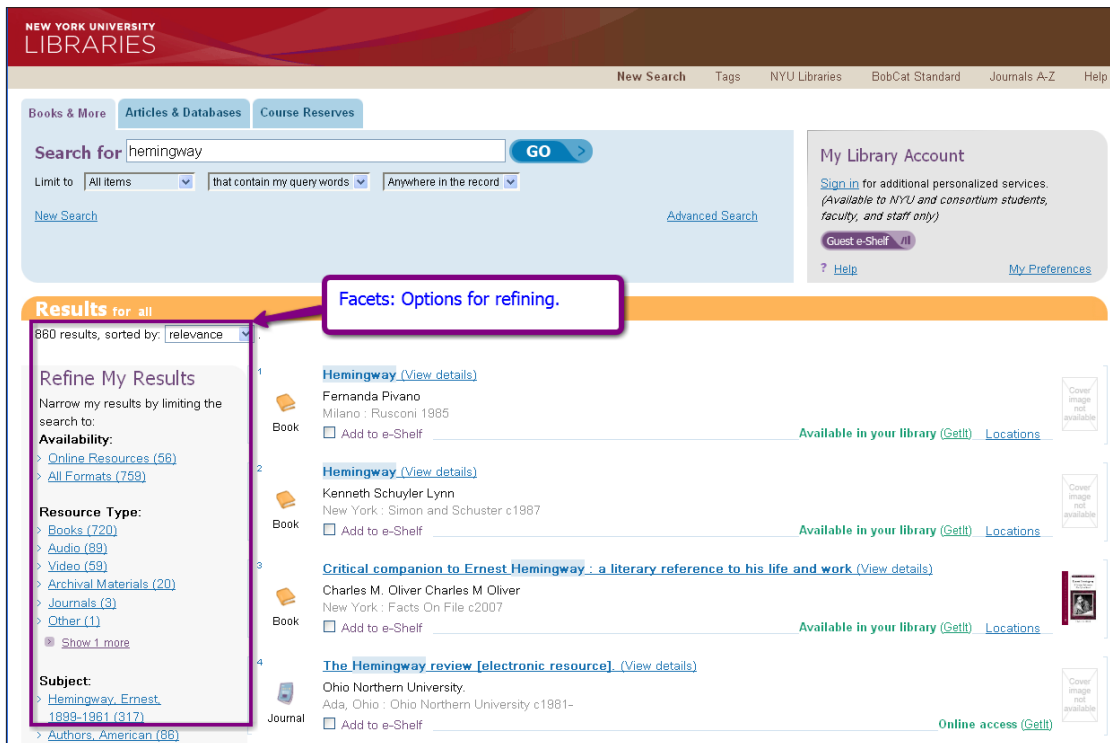 NEW YORK UNIVERSITY
LIBRARIES
New Search Tags NYU Libraries BobCat Standard Journals A-Z Help
Books & More Articles & Databases Course Reserves
Search for hemingway GO >
Limit to All items that contain my query words Anywhere in the record
New Search Advanced Search
My Library Account
Sign in for additional personalized services.
(Available to NYU and consortium students,
faculty, and staff only)
Guest e-Shelf
? Help My Preferences
Facets: Options for refining.
Results for all
860 results, sorted by: relevance .
Refine My Results
Narrow my results by limiting the
search to:
Availability:
> Online Resources (56)
> All Formats (759)
Resource Type:
> Books (720)
> Audio (89)
> Video (59)
> Archival Materials (20)
> Journals (3)
> Other (1)
Show 1 more
Subject:
> Hemingway, Ernest,
1899-1961 (317)
> Authors, American (86)
1
Book
Hemingway (View details)
Fernanda Pivano
Milano : Rusconi 1985
Add to e-Shelf Available in your library (GetIt) Locations
Cover
image
not
available
2
Book
Hemingway (View details)
Kenneth Schuyler Lynn
New York : Simon and Schuster c1987
Add to e-Shelf Available in your library (GetIt) Locations
Cover
image
not
available
3
Book
Critical companion to Ernest Hemingway : a literary reference to his life and work (View details)
Charles M. Oliver Charles M Oliver
New York : Facts On File c2007
Add to e-Shelf Available in your library (GetIt) Locations
4
Journal
The Hemingway review [electronic resource]. (View details)
Ohio Northern University.
Ada, Ohio : Ohio Northern University c1981-
Add to e-Shelf Online access (GetIt)
Cover
image
not
available